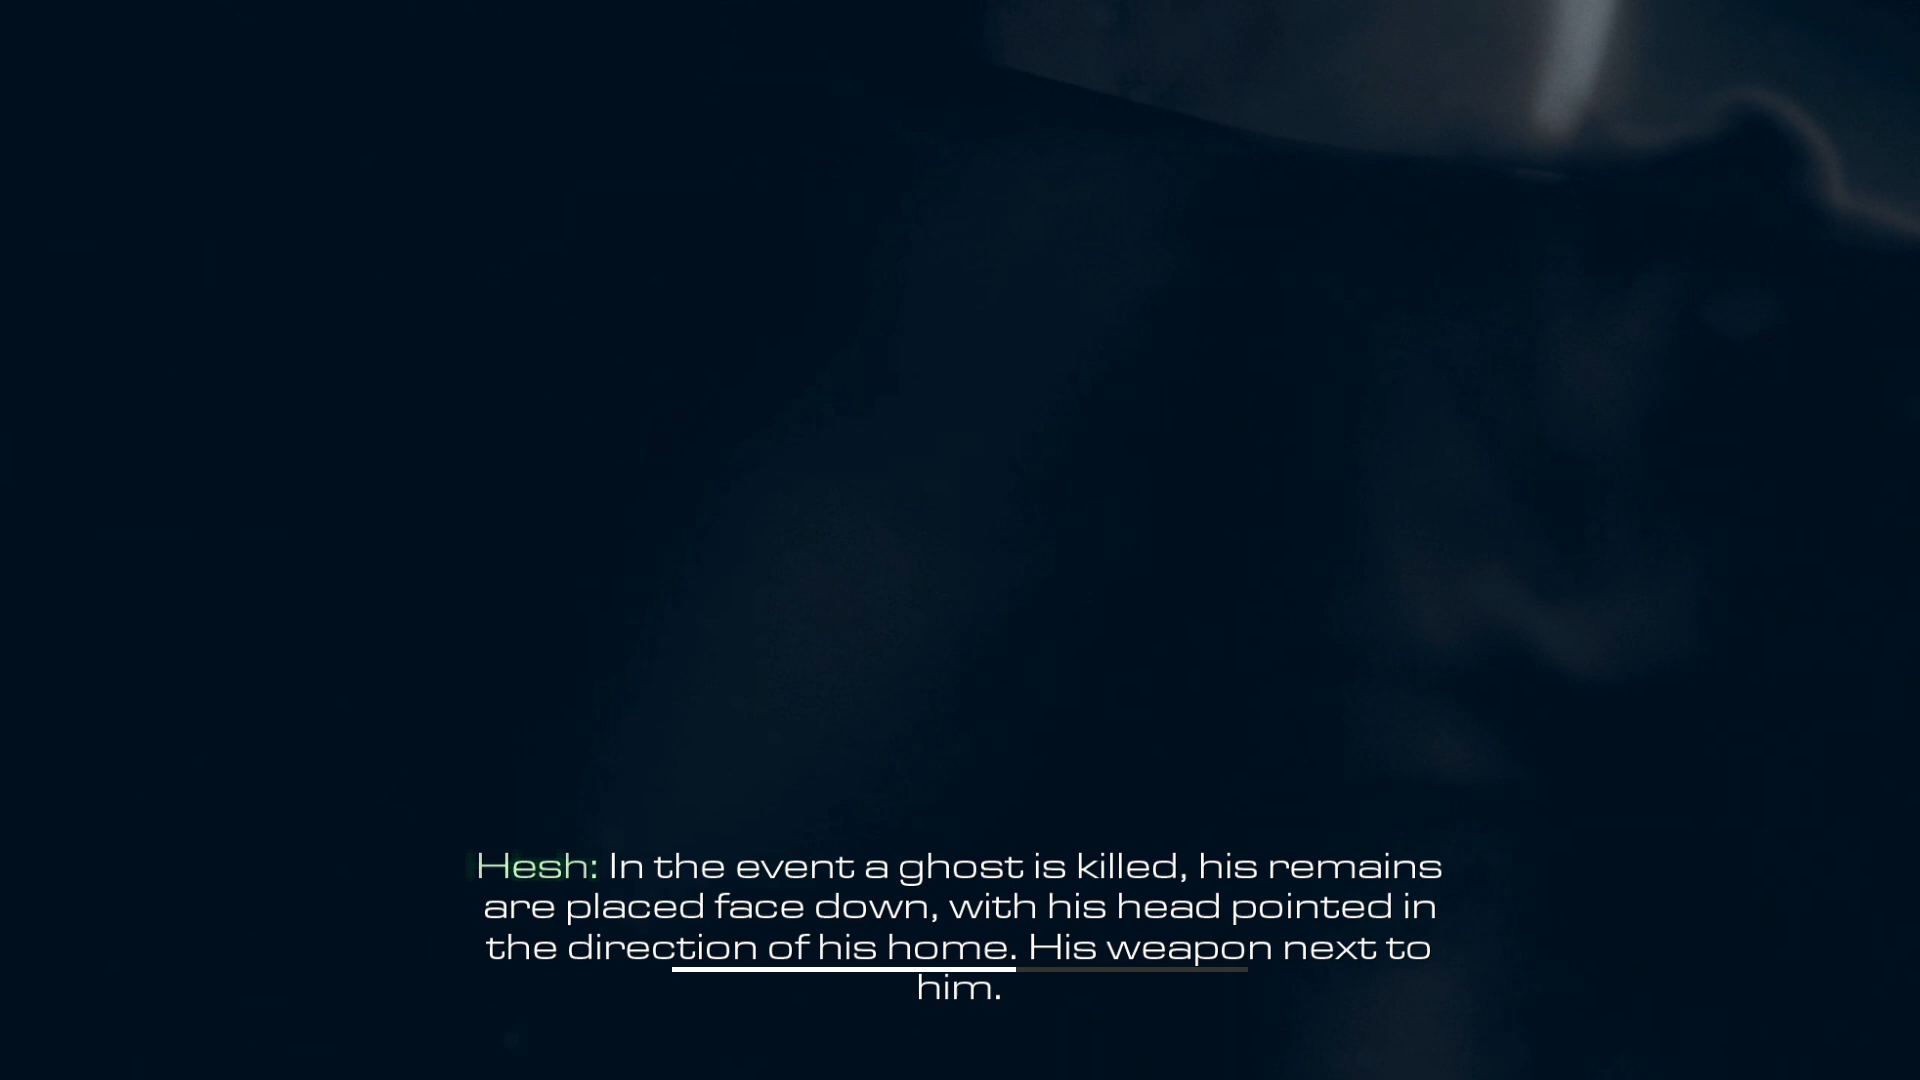 Hesh: In the event a ghost is killed, his remains
are placed face down, with his head pointed in
the direction of his home. His weapon next to
him.